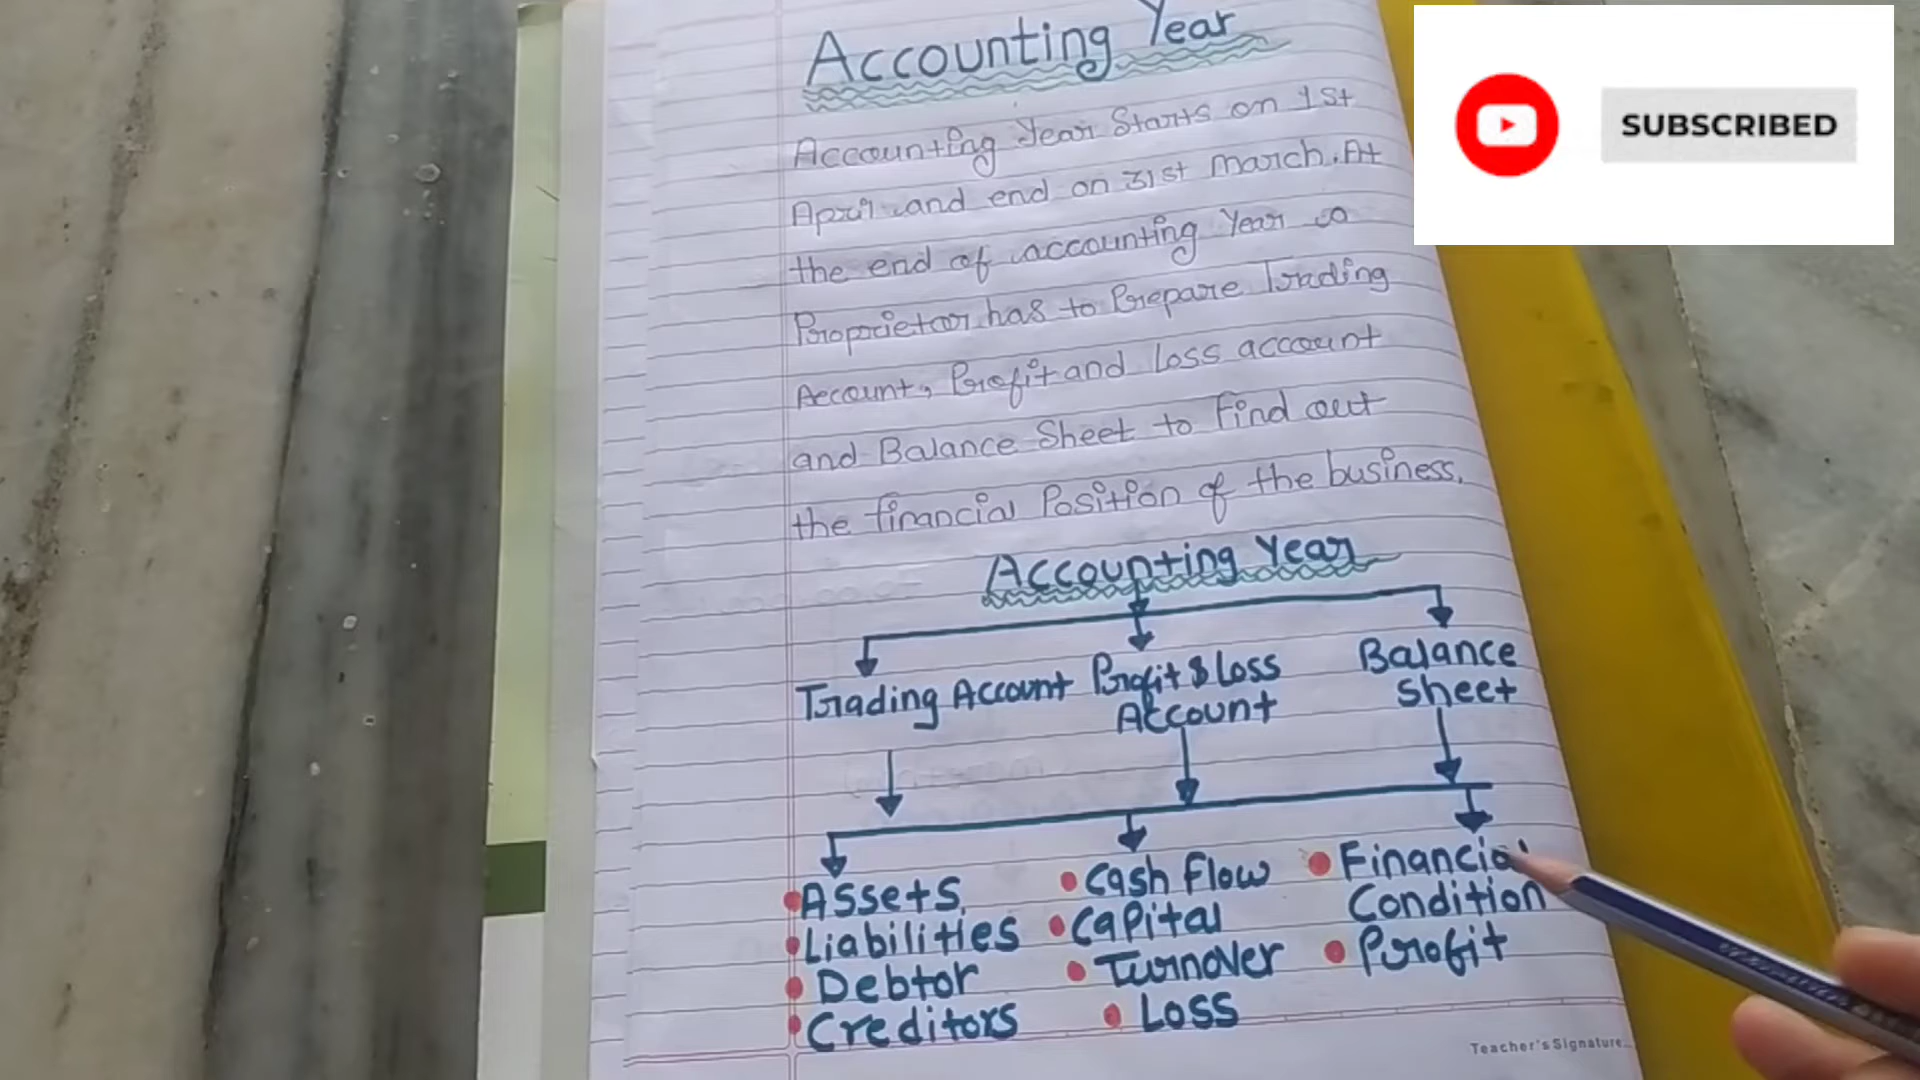 Accounting Year
SUBSCRIBED
Accounting Year Starts on 1st
April and end on 31st March. At
the end of accounting Year a
Proprietor has to Prepare Trading
Account, Profit and Loss account
and Balance Sheet to find out
the financial Position of the business.
Accounting Year
Trading Account
Profit & Loss
Account
Balance
Sheet
Assets
Liabilities
Debtor
Creditors
Cash flow
Capital
Turnover
Loss
Financial
Condition
Profit
Teacher's Signature